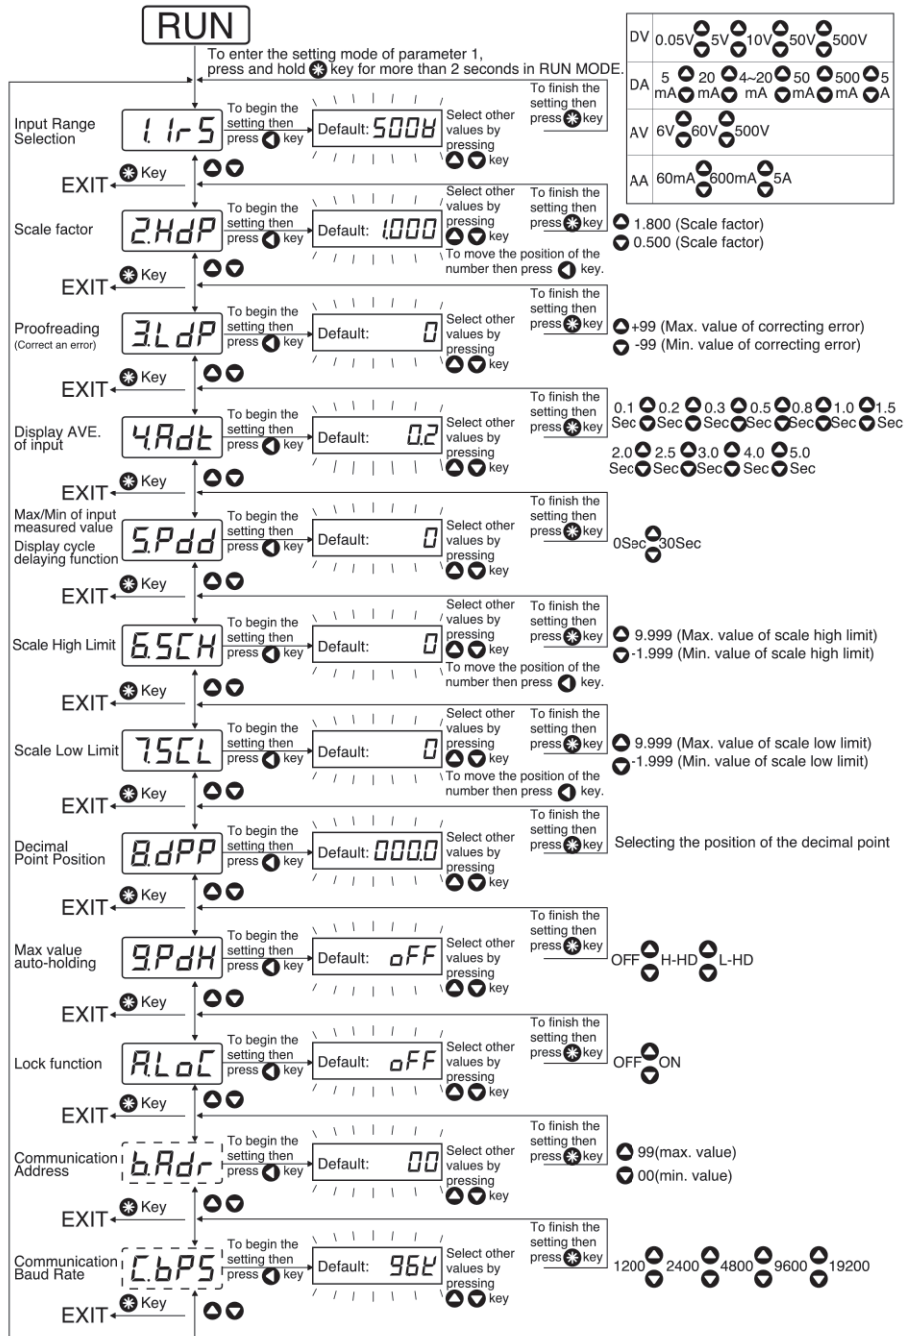 RUN
To enter the setting mode of parameter 1,
press and hold key for more than 2 seconds in RUN MODE.
DV 0.05V 5V 10V 50V 500V
DA 5 mA 20 mA 4~20 mA 50 mA 500 mA 5 A
AV 6V 60V 500V
AA 60mA 600mA 5A
Input Range
Selection
1. IrS
To begin the
setting then
press key
Default: 500V
Select other
values by
pressing
key
To finish the
setting then
press key
EXIT
Key
Scale factor
2.HdP
To begin the
setting then
press key
Default: 1.000
Select other
values by
pressing
key
To move the position of the
number then press key.
To finish the
setting then
press key
1.800 (Scale factor)
0.500 (Scale factor)
EXIT
Key
Proofreading
(Correct an error)
3.LdP
To begin the
setting then
press key
Default: 0
Select other
values by
pressing
key
To finish the
setting then
press key
+99 (Max. value of correcting error)
-99 (Min. value of correcting error)
EXIT
Key
Display AVE.
of input
4.Adt
To begin the
setting then
press key
Default: 0.2
Select other
values by
pressing
key
To finish the
setting then
press key
0.1 0.2 0.3 0.5 0.8 1.0 1.5
Sec Sec Sec Sec Sec Sec Sec
2.0 2.5 3.0 4.0 5.0
Sec Sec Sec Sec Sec
EXIT
Key
Max/Min of input
measured value
Display cycle
delaying function
5.Pdd
To begin the
setting then
press key
Default: 0
Select other
values by
pressing
key
To finish the
setting then
press key
0Sec 30Sec
EXIT
Key
Scale High Limit
6.SCH
To begin the
setting then
press key
Default: 0
Select other
values by
pressing
key
To move the position of the
number then press key.
To finish the
setting then
press key
9.999 (Max. value of scale high limit)
-1.999 (Min. value of scale high limit)
EXIT
Key
Scale Low Limit
7.SCL
To begin the
setting then
press key
Default: 0
Select other
values by
pressing
key
To move the position of the
number then press key.
To finish the
setting then
press key
9.999 (Max. value of scale low limit)
-1.999 (Min. value of scale low limit)
EXIT
Key
Decimal
Point Position
8.dPP
To begin the
setting then
press key
Default: 000.0
Select other
values by
pressing
key
To finish the
setting then
press key
Selecting the position of the decimal point
EXIT
Key
Max value
auto-holding
9.PdH
To begin the
setting then
press key
Default: oFF
Select other
values by
pressing
key
To finish the
setting then
press key
OFF H-HD L-HD
EXIT
Key
Lock function
A.LoC
To begin the
setting then
press key
Default: oFF
Select other
values by
pressing
key
To finish the
setting then
press key
OFF ON
EXIT
Key
Communication
Address
b.Adr
To begin the
setting then
press key
Default: 00
Select other
values by
pressing
key
To finish the
setting then
press key
99(max. value)
00(min. value)
EXIT
Key
Communication
Baud Rate
C.bPS
To begin the
setting then
press key
Default: 96K
Select other
values by
pressing
key
To finish the
setting then
press key
1200 2400 4800 9600 19200
EXIT
Key